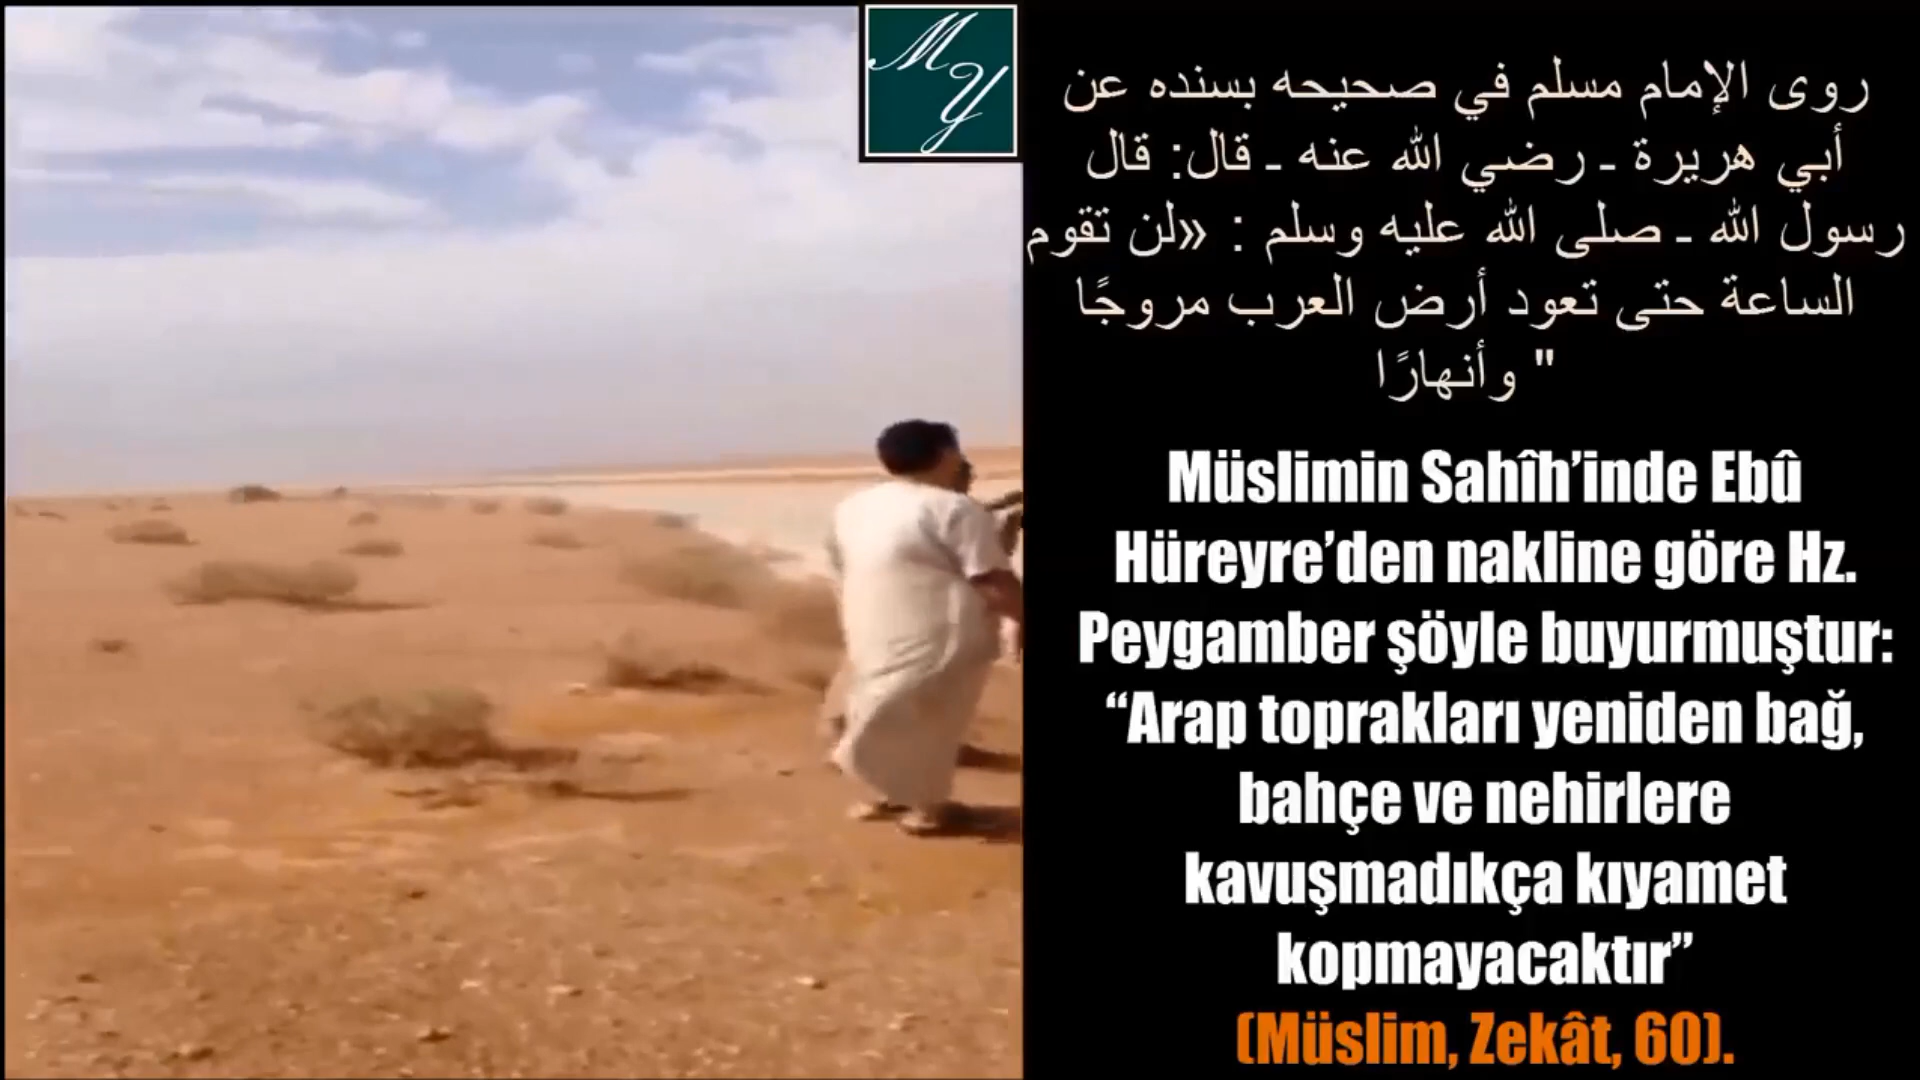 MY
روى الإمام مسلم في صحيحه بسنده عن
أبي هريرة ـ رضي الله عنه ـ قال: قال
رسول الله ـ صلى الله عليه وسلم : «لن تقوم
الساعة حتى تعود أرض العرب مروجًا
وأنهارًا "
Müslimin Sahîh’inde Ebû
Hüreyre’den nakline göre Hz.
Peygamber şöyle buyurmuştur:
“Arap toprakları yeniden bağ,
bahçe ve nehirlere
kavuşmadıkça kıyamet
kopmayacaktır”
(Müslim, Zekât, 60).